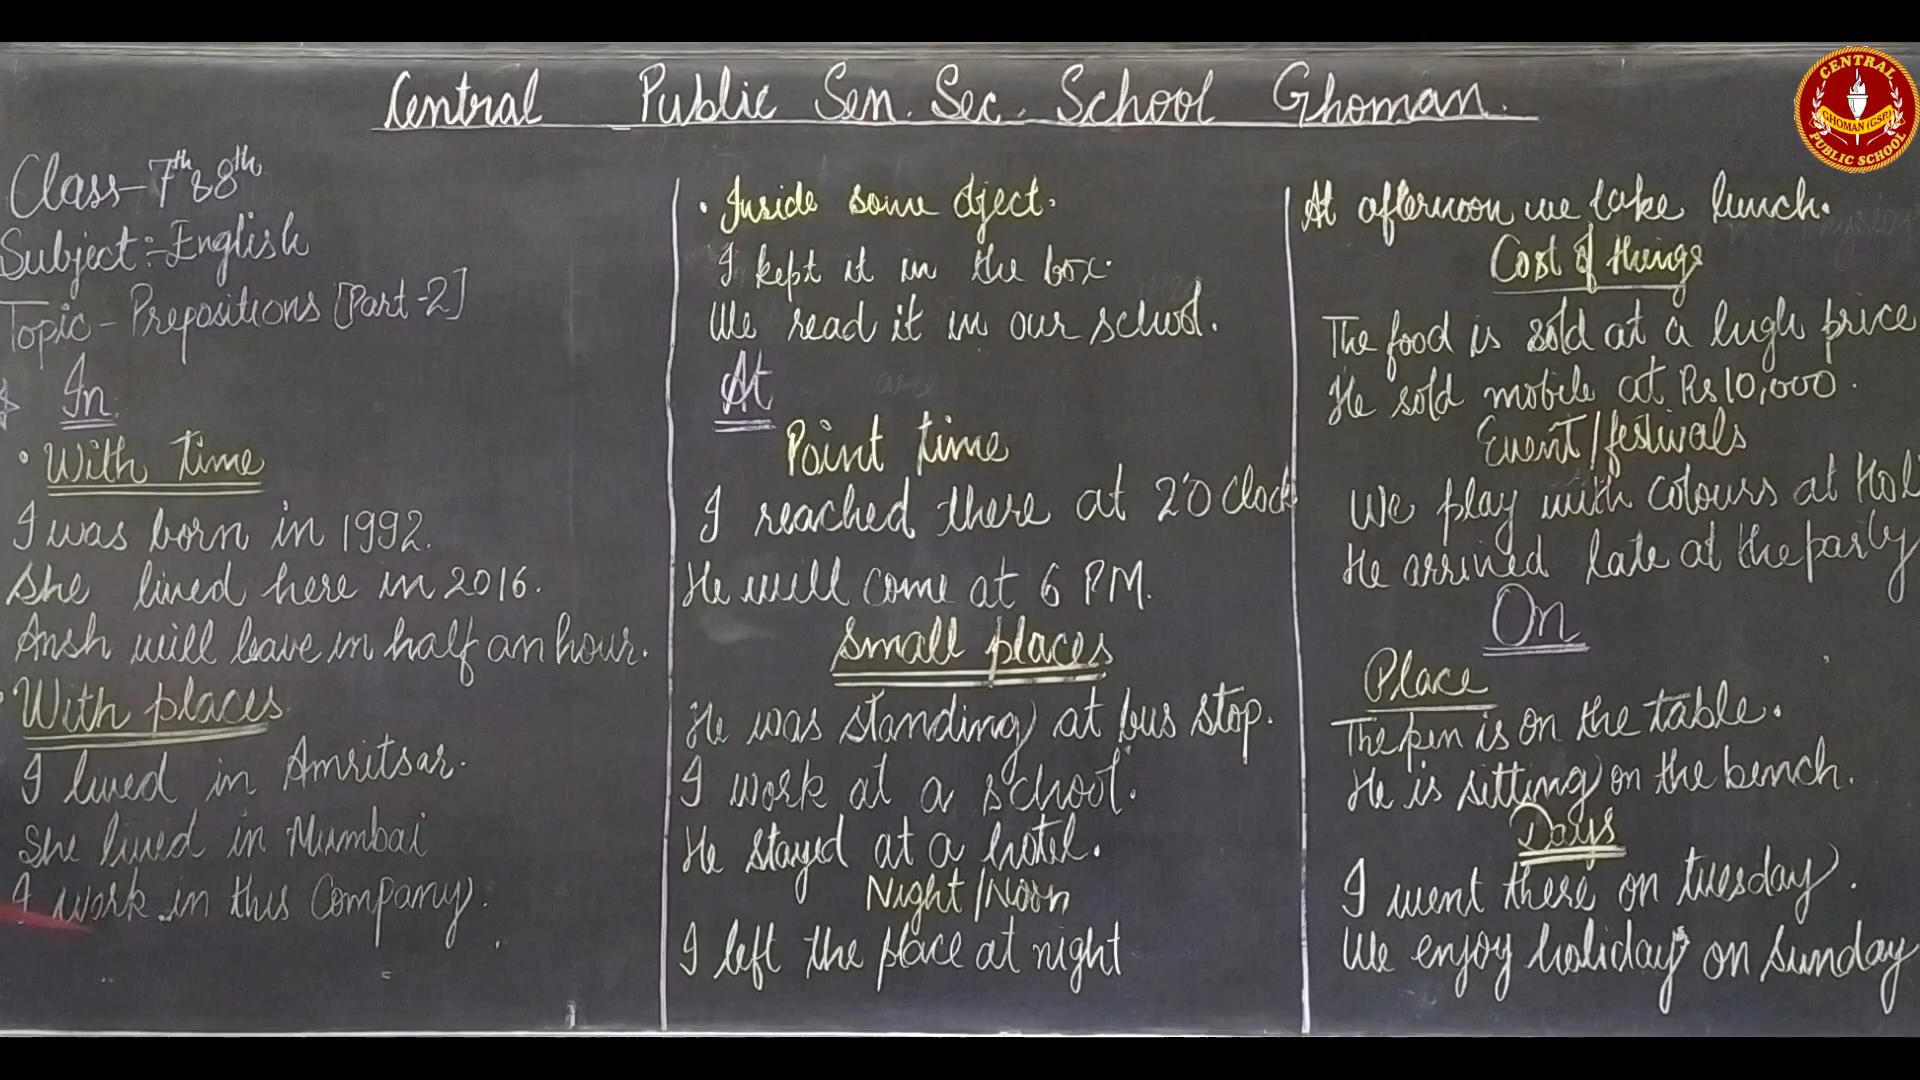 Central Public Sen. Sec. School Ghoman.
CENTRAL
GHOMAN (GSP.)
PUBLIC SCHOOL
Class-7th & 8th
Subject:-English
Topic- Prepositions [Part-2]
In
• With time
I was born in 1992.
She lived here in 2016.
Ansh will leave in half an hour.
• With places
I lived in Amritsar.
She lived in Mumbai
I work in this Company.
• Inside some oject.
I kept it in the box.
We read it in our school.
At
Point time
I reached there at 2'O Clock
He will come at 6 PM.
Small places
He was standing at bus stop.
I work at a school.
He stayed at a hotel.
Night/Noon
I left the place at night
At afternoon we take lunch.
Cost of things
The food is sold at a high price
He sold mobile at Rs 10,000.
Event/festivals
We play with colours at Holi
He arrived late at the party
On
Place
The pen is on the table.
He is sitting on the bench.
Days
I went there on tuesday.
We enjoy holiday on sunday